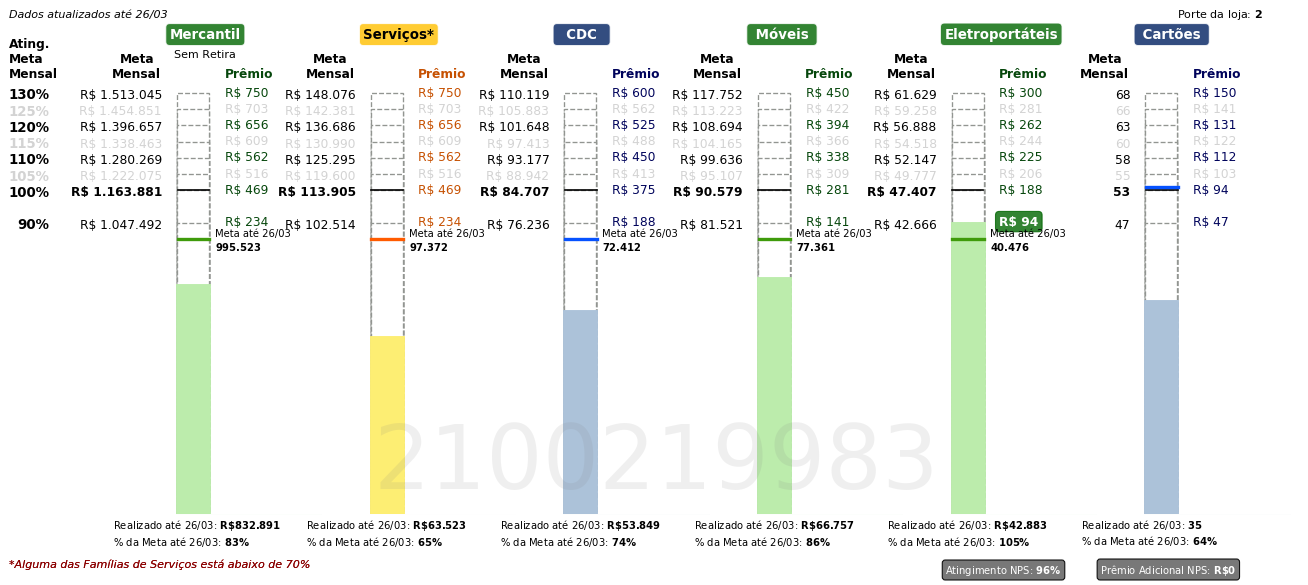 Dados atualizados até 26/03
Porte da loja: 2
Mercantil Serviços* CDC Móveis Eletroportáteis Cartões
Sem Retira
Ating. Meta Mensal
Meta Mensal Prêmio Meta Mensal Prêmio Meta Mensal Prêmio Meta Mensal Prêmio Meta Mensal Prêmio Meta Mensal Prêmio
130% R$ 1.513.045 R$ 750 R$ 148.076 R$ 750 R$ 110.119 R$ 600 R$ 117.752 R$ 450 R$ 61.629 R$ 300 68 R$ 150
125% R$ 1.454.851 R$ 703 R$ 142.381 R$ 703 R$ 105.883 R$ 562 R$ 113.223 R$ 422 R$ 59.258 R$ 281 66 R$ 141
120% R$ 1.396.657 R$ 656 R$ 136.686 R$ 656 R$ 101.648 R$ 525 R$ 108.694 R$ 394 R$ 56.888 R$ 262 63 R$ 131
115% R$ 1.338.463 R$ 609 R$ 130.990 R$ 609 R$ 97.413 R$ 488 R$ 104.165 R$ 366 R$ 54.518 R$ 244 60 R$ 122
110% R$ 1.280.269 R$ 562 R$ 125.295 R$ 562 R$ 93.177 R$ 450 R$ 99.636 R$ 338 R$ 52.147 R$ 225 58 R$ 112
105% R$ 1.222.075 R$ 516 R$ 119.600 R$ 516 R$ 88.942 R$ 413 R$ 95.107 R$ 309 R$ 49.777 R$ 206 55 R$ 103
100% R$ 1.163.881 R$ 469 R$ 113.905 R$ 469 R$ 84.707 R$ 375 R$ 90.579 R$ 281 R$ 47.407 R$ 188 53 R$ 94
90% R$ 1.047.492 R$ 234 R$ 102.514 R$ 234 R$ 76.236 R$ 188 R$ 81.521 R$ 141 R$ 42.666 R$ 94 47 R$ 47
Meta até 26/03 Meta até 26/03 Meta até 26/03 Meta até 26/03 Meta até 26/03
995.523 97.372 72.412 77.361 40.476
2100219983
Realizado até 26/03: R$832.891 Realizado até 26/03: R$63.523 Realizado até 26/03: R$53.849 Realizado até 26/03: R$66.757 Realizado até 26/03: R$42.883 Realizado até 26/03: 35
% da Meta até 26/03: 83% % da Meta até 26/03: 65% % da Meta até 26/03: 74% % da Meta até 26/03: 86% % da Meta até 26/03: 105% % da Meta até 26/03: 64%
*Alguma das Famílias de Serviços está abaixo de 70%
Atingimento NPS: 96% Prêmio Adicional NPS: R$0